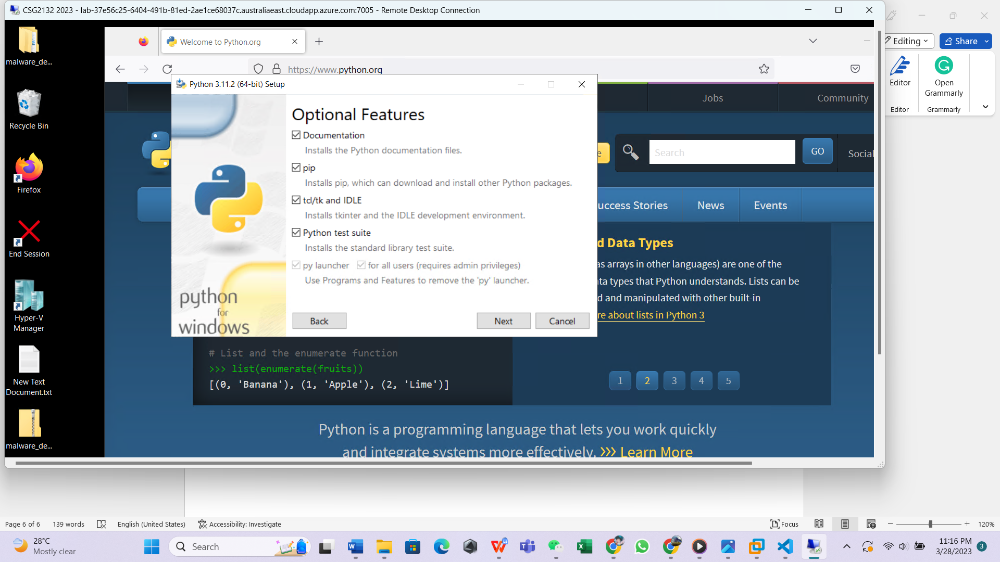 CSG2132 2023 - lab-37e56c25-6404-491b-81ed-2ae1ce68037c.australiaeast.cloudapp.azure.com:7005 - Remote Desktop Connection
Editing
Share
Editor
Open
Grammarly
Editor
Grammarly
malware_de...
Recycle Bin
Firefox
End Session
Hyper-V
Manager
New Text
Document.txt
malware_de...
Welcome to Python.org
https://www.python.org
Jobs
Community
Search
GO
Social
uccess Stories
News
Events
Python 3.11.2 (64-bit) Setup
Optional Features
Documentation
Installs the Python documentation files.
pip
Installs pip, which can download and install other Python packages.
tcl/tk and IDLE
Installs tkinter and the IDLE development environment.
Python test suite
Installs the standard library test suite.
py launcher for all users (requires admin privileges)
Use Programs and Features to remove the 'py' launcher.
Back
Next
Cancel
python
for
windows
d Data Types
as arrays in other languages) are one of the
ta types that Python understands. Lists can be
d and manipulated with other built-in
re about lists in Python 3
# List and the enumerate function
>>> list(enumerate(fruits))
[(0, 'Banana'), (1, 'Apple'), (2, 'Lime')]
1 2 3 4 5
Python is a programming language that lets you work quickly
and integrate systems more effectively. >>> Learn More
Page 6 of 6
139 words
English (United States)
Accessibility: Investigate
Focus
120%
28°C
Mostly clear
Search
11:16 PM
3/28/2023
3